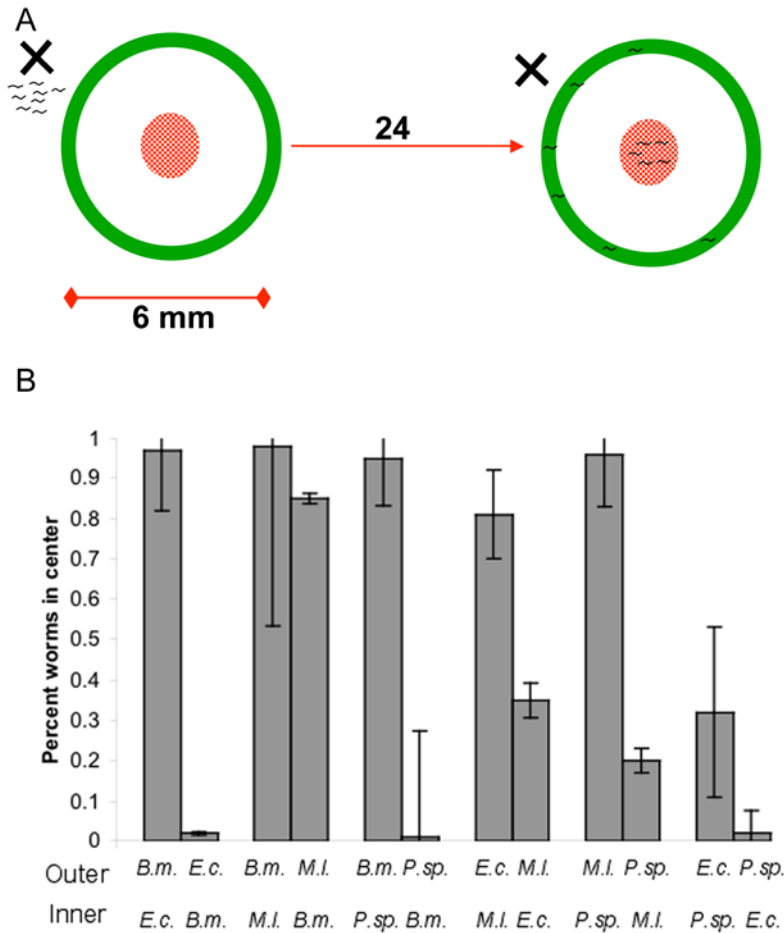 A
24
6 mm
B
Percent worms in center
1
0.9
0.8
0.7
0.6
0.5
0.4
0.3
0.2
0.1
0
Outer B.m. E.c. B.m. M.l. B.m. P.sp. E.c. M.l. M.l. P.sp. E.c. P.sp.
Inner E.c. B.m. M.l. B.m. P.sp. B.m. M.l. E.c. P.sp. M.l. P.sp. E.c.